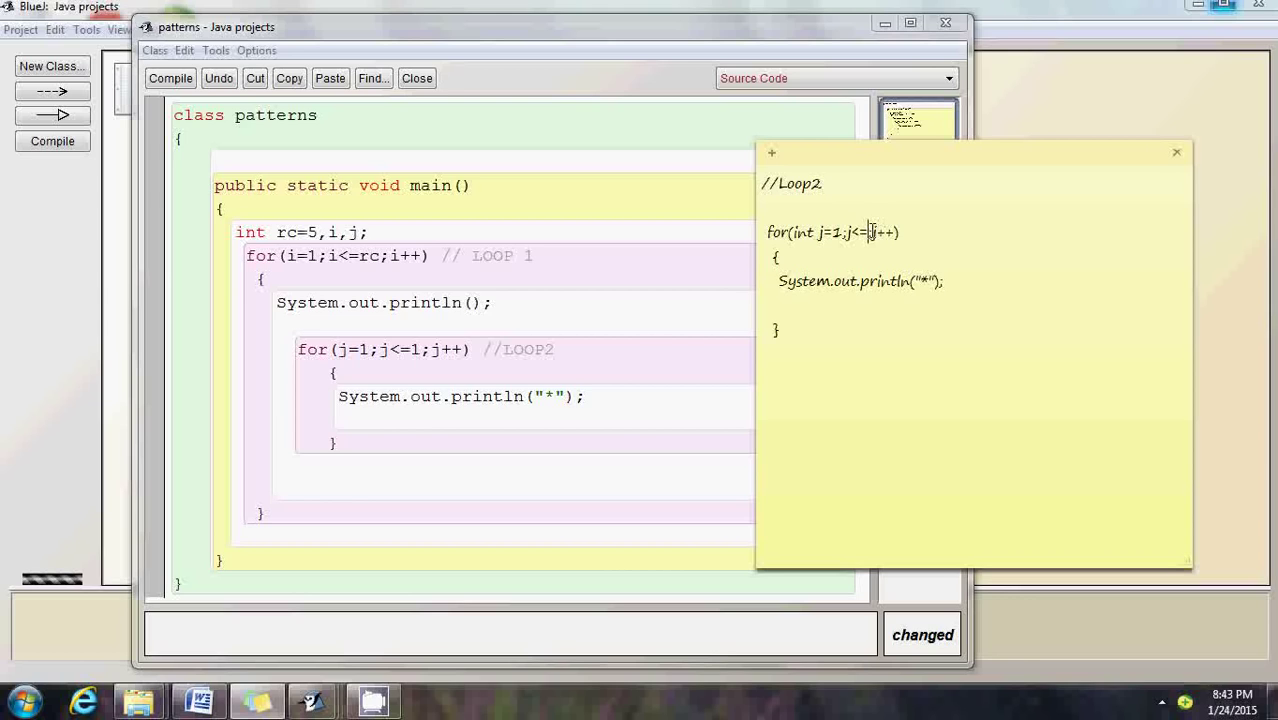 BlueJ: Java projects
Project Edit Tools View
New Class...
Compile
patterns - Java projects
Class Edit Tools Options
Compile Undo Cut Copy Paste Find... Close
Source Code
class patterns
{
public static void main()
{
int rc=5,i,j;
for(i=1;i<=rc;i++) // LOOP 1
{
System.out.println();
for(j=1;j<=1;j++) //LOOP2
{
System.out.println("*");
}
}
}
}
changed
+
//Loop2
for(int j=1;j<=;j++)
{
System.out.println("*");
}
8:43 PM
1/24/2015